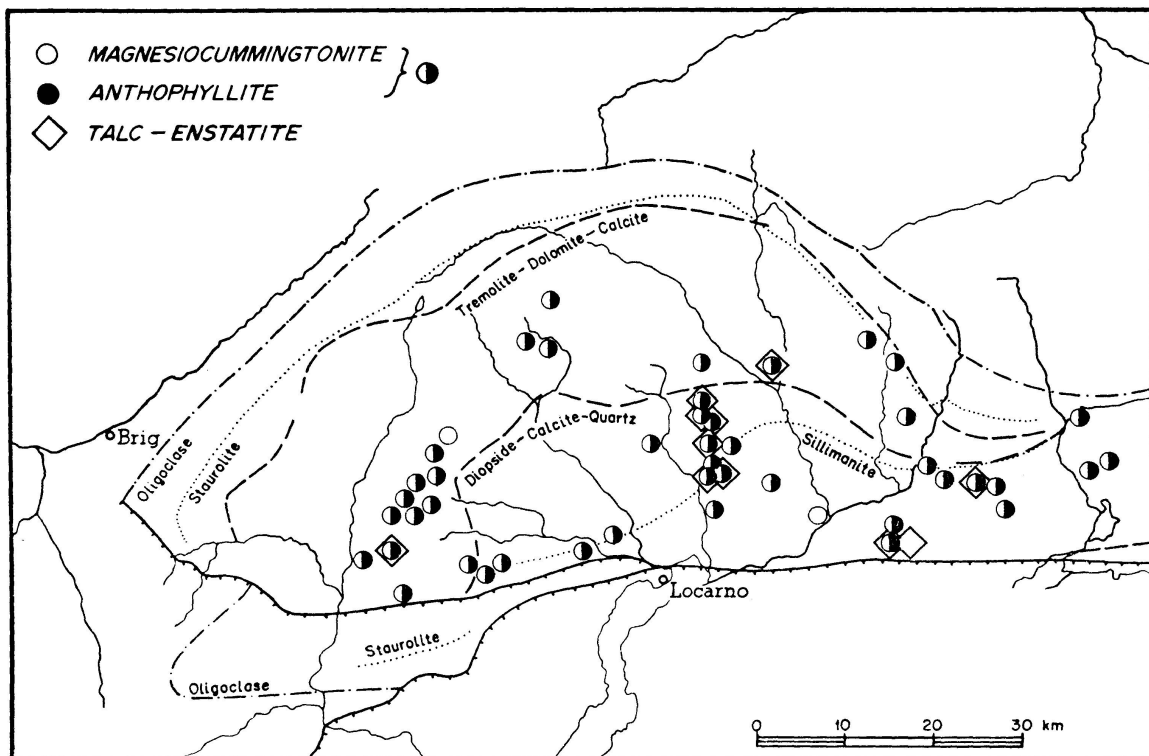 MAGNESIOCUMMINGTONITE
ANTHOPHYLLITE
TALC – ENSTATITE
Tremolite-Dolomite-Calcite
Brig
Oligoclase
Staurolite
Diopside-Calcite-Quartz
Sillimanite
Locarno
Staurolite
Oligoclase
0 10 20 30 km